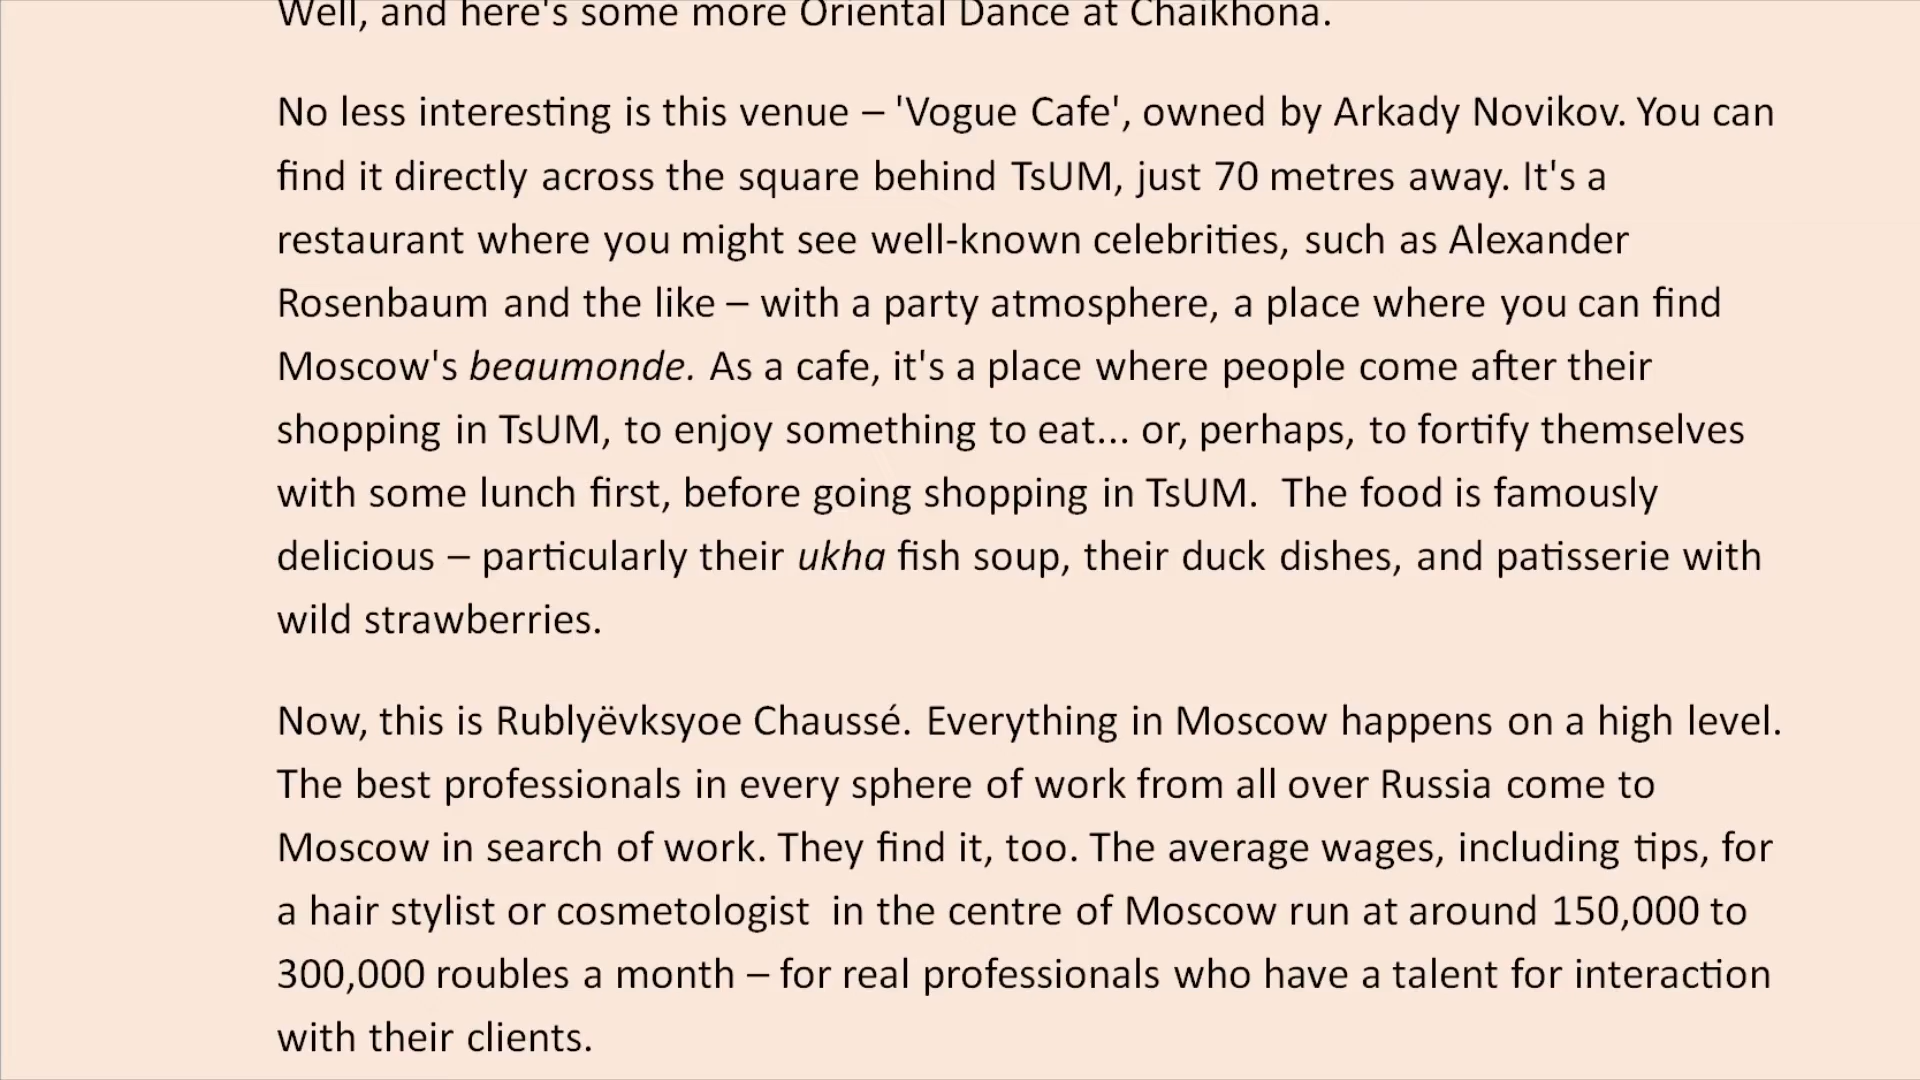 Well, and here's some more Oriental Dance at Chaikhona.
No less interesting is this venue – 'Vogue Cafe', owned by Arkady Novikov. You can
find it directly across the square behind TsUM, just 70 metres away. It's a
restaurant where you might see well-known celebrities, such as Alexander
Rosenbaum and the like – with a party atmosphere, a place where you can find
Moscow's beaumonde. As a cafe, it's a place where people come after their
shopping in TsUM, to enjoy something to eat... or, perhaps, to fortify themselves
with some lunch first, before going shopping in TsUM.  The food is famously
delicious – particularly their ukha fish soup, their duck dishes, and patisserie with
wild strawberries.
Now, this is Rublyëvksyoe Chaussé. Everything in Moscow happens on a high level.
The best professionals in every sphere of work from all over Russia come to
Moscow in search of work. They find it, too. The average wages, including tips, for
a hair stylist or cosmetologist  in the centre of Moscow run at around 150,000 to
300,000 roubles a month – for real professionals who have a talent for interaction
with their clients.